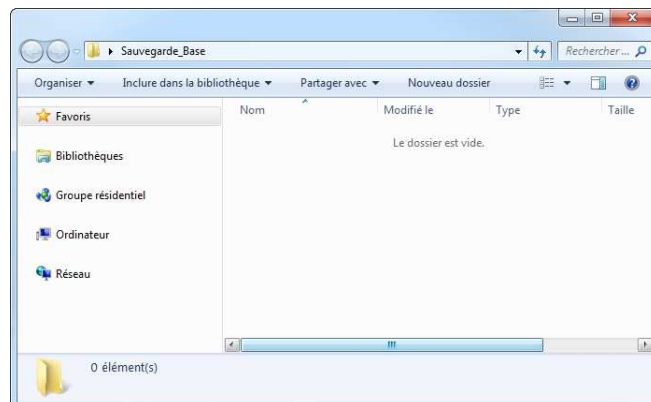 Sauvegarde_Base
Rechercher ...
Organiser Inclure dans la bibliothèque Partager avec Nouveau dossier
Favoris
Bibliothèques
Groupe résidentiel
Ordinateur
Réseau
Nom Modifié le Type Taille
Le dossier est vide.
0 élément(s)